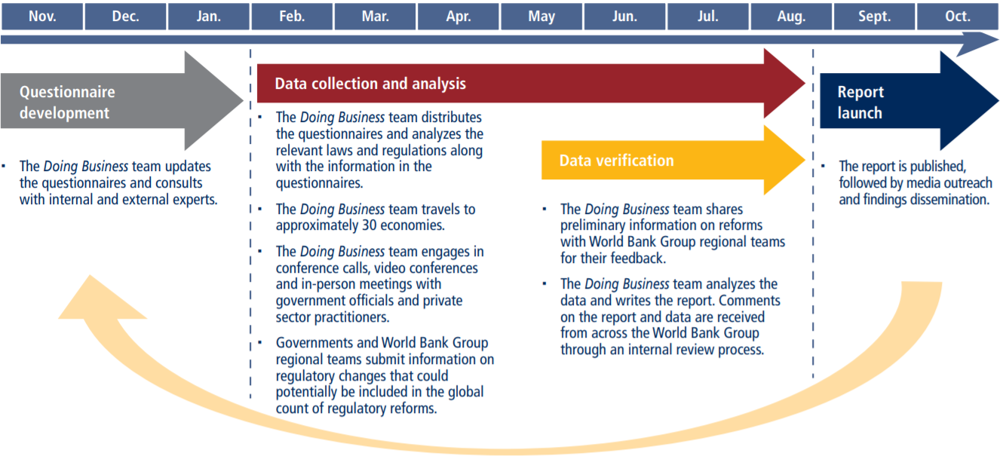 Nov. Dec. Jan. Feb. Mar. Apr. May Jun. Jul. Aug. Sept. Oct.
Questionnaire
development
▪ The Doing Business team updates
the questionnaires and consults
with internal and external experts.
Data collection and analysis
▪ The Doing Business team distributes
the questionnaires and analyzes the
relevant laws and regulations along
with the information in the
questionnaires.
▪ The Doing Business team travels to
approximately 30 economies.
▪ The Doing Business team engages in
conference calls, video conferences
and in-person meetings with
government officials and private
sector practitioners.
▪ Governments and World Bank Group
regional teams submit information on
regulatory changes that could
potentially be included in the global
count of regulatory reforms.
Data verification
▪ The Doing Business team shares
preliminary information on reforms
with World Bank Group regional teams
for their feedback.
▪ The Doing Business team analyzes the
data and writes the report. Comments
on the report and data are received
from across the World Bank Group
through an internal review process.
Report
launch
▪ The report is published,
followed by media outreach
and findings dissemination.